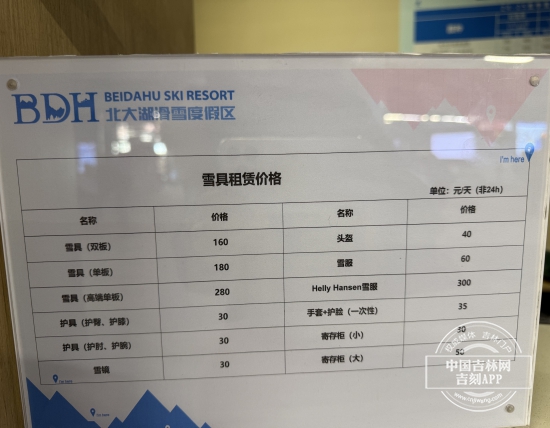 BDH BEIDAHU SKI RESORT
北大湖滑雪度假区
I'm here
雪具租赁价格
单位：元/天（非24h）
名称 价格 名称 价格
雪具（双板） 160 头盔 40
雪具（单板） 180 雪服 60
雪具（高端单板） 280 Helly Hansen雪服 300
护具（护臀、护膝） 30 手套+护脸（一次性） 35
护具（护肘、护腕） 30 寄存柜（小） 30
雪镜 30 寄存柜（大） 50
I'm here
I'm here
中国吉林网
吉刻APP